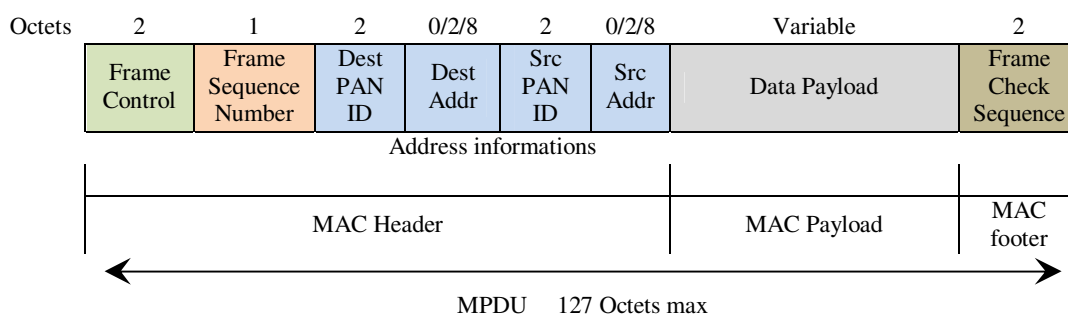 Octets 2 1 2 0/2/8 2 0/2/8 Variable 2
Frame Control
Frame Sequence Number
Dest PAN ID
Dest Addr
Src PAN ID
Src Addr
Data Payload
Frame Check Sequence
Address informations
MAC Header
MAC Payload
MAC footer
MPDU 127 Octets max